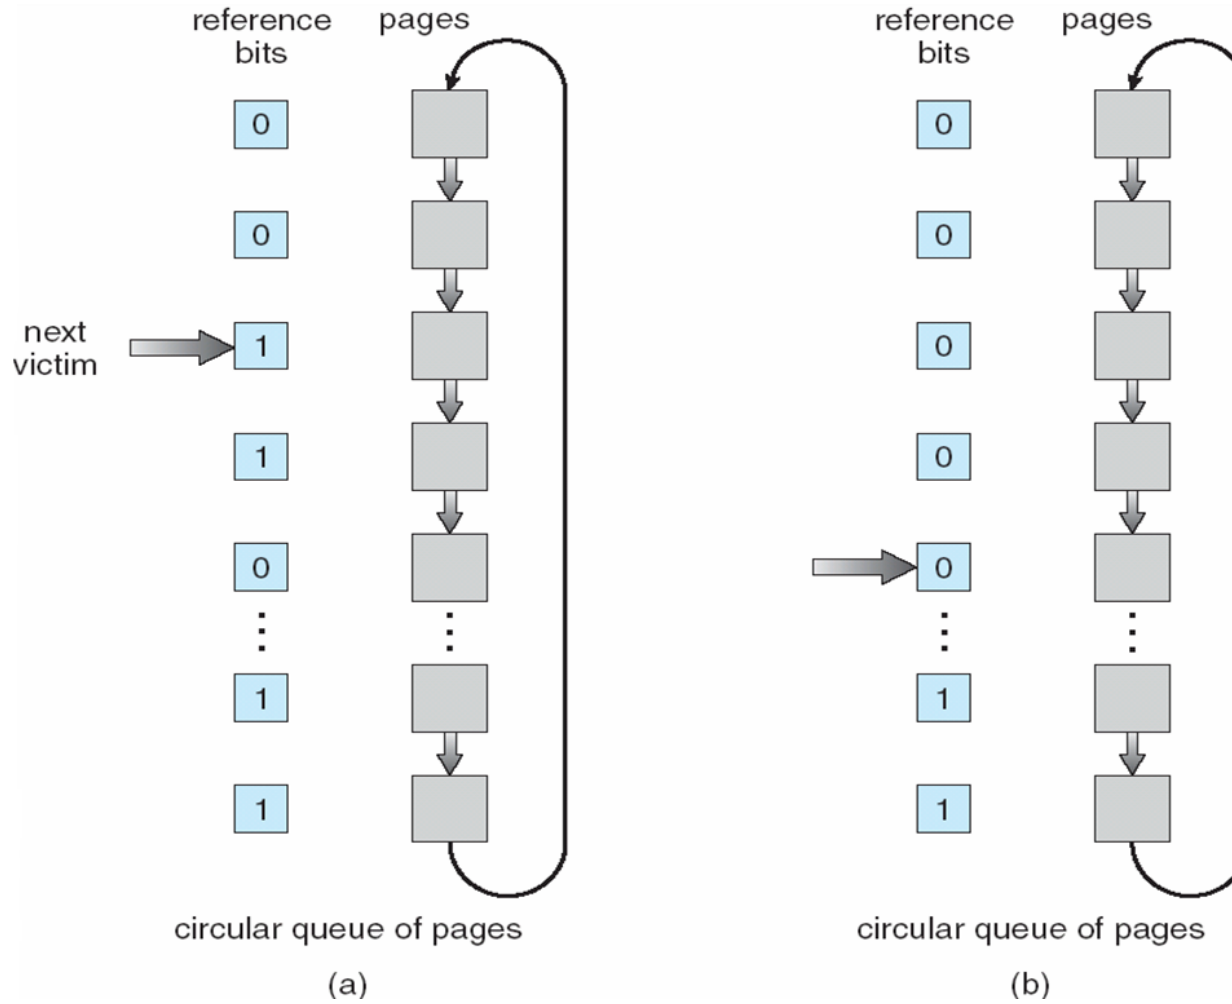 reference
bits
pages
0
0
next
victim
1
1
0
1
1
circular queue of pages
(a)
reference
bits
pages
0
0
0
0
0
1
1
circular queue of pages
(b)